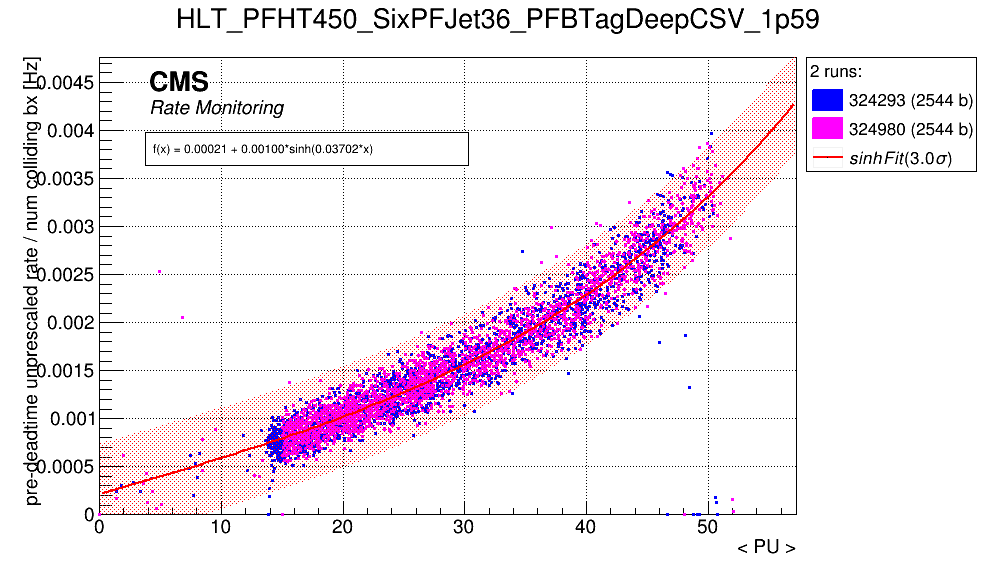 HLT_PFHT450_SixPFJet36_PFBTagDeepCSV_1p59
pre-deadtime unprescaled rate / num colliding bx [Hz]
0.0045
0.004
0.0035
0.003
0.0025
0.002
0.0015
0.001
0.0005
0
CMS
Rate Monitoring
f(x) = 0.00021 + 0.00100*sinh(0.03702*x)
2 runs:
324293 (2544 b)
324980 (2544 b)
sinhFit(3.0σ)
0 10 20 30 40 50
< PU >